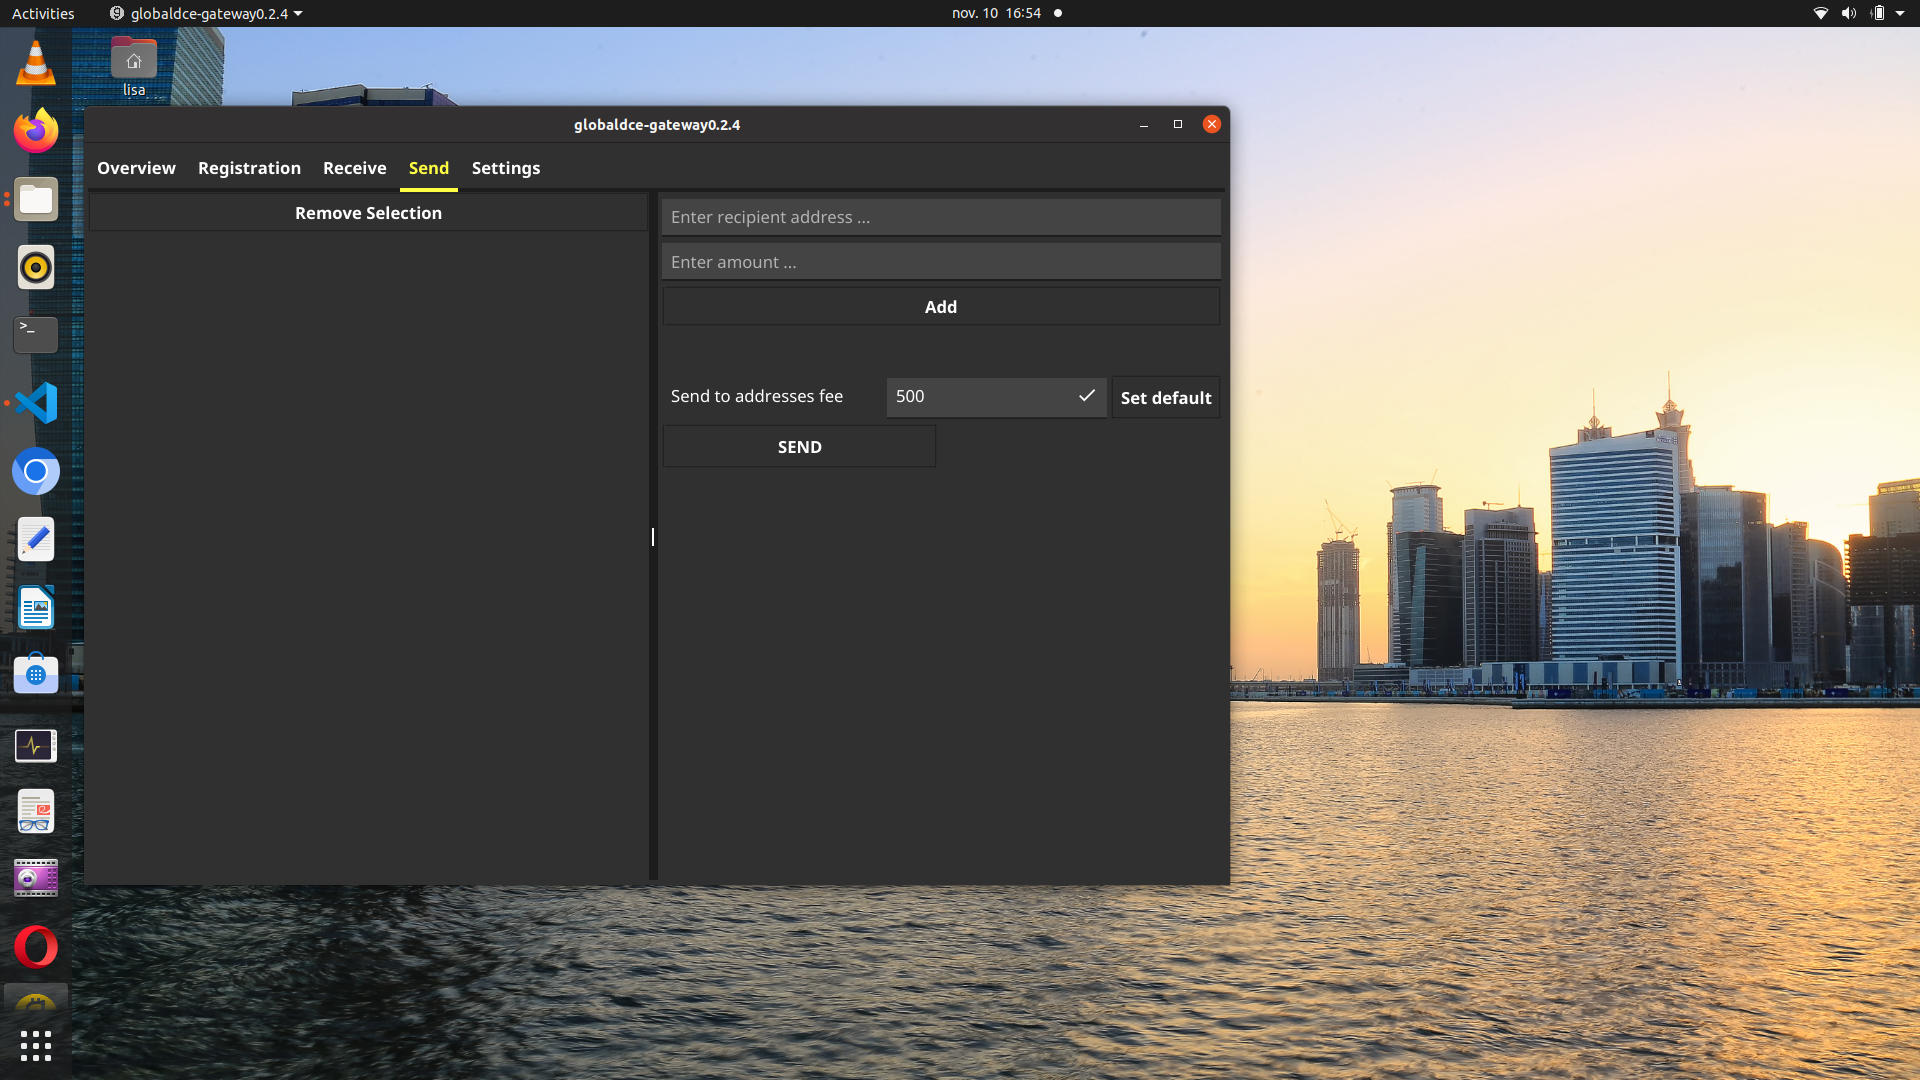 Activities
globaldce-gateway0.2.4
nov. 10 16:54
lisa
globaldce-gateway0.2.4
Overview Registration Receive Send Settings
Remove Selection
Enter recipient address ...
Enter amount ...
Add
Send to addresses fee
500
Set default
SEND